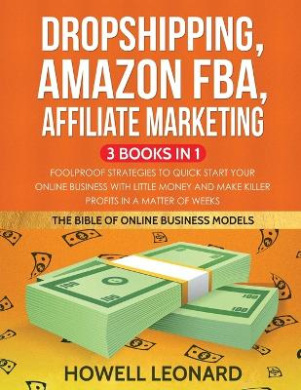 DROPSHIPPING,
AMAZON FBA,
AFFILIATE MARKETING
3 BOOKS IN 1
FOOLPROOF STRATEGIES TO QUICK START YOUR
ONLINE BUSINESS WITH LITTLE MONEY AND MAKE KILLER
PROFITS IN A MATTER OF WEEKS
THE BIBLE OF ONLINE BUSINESS MODELS
HOWELL LEONARD